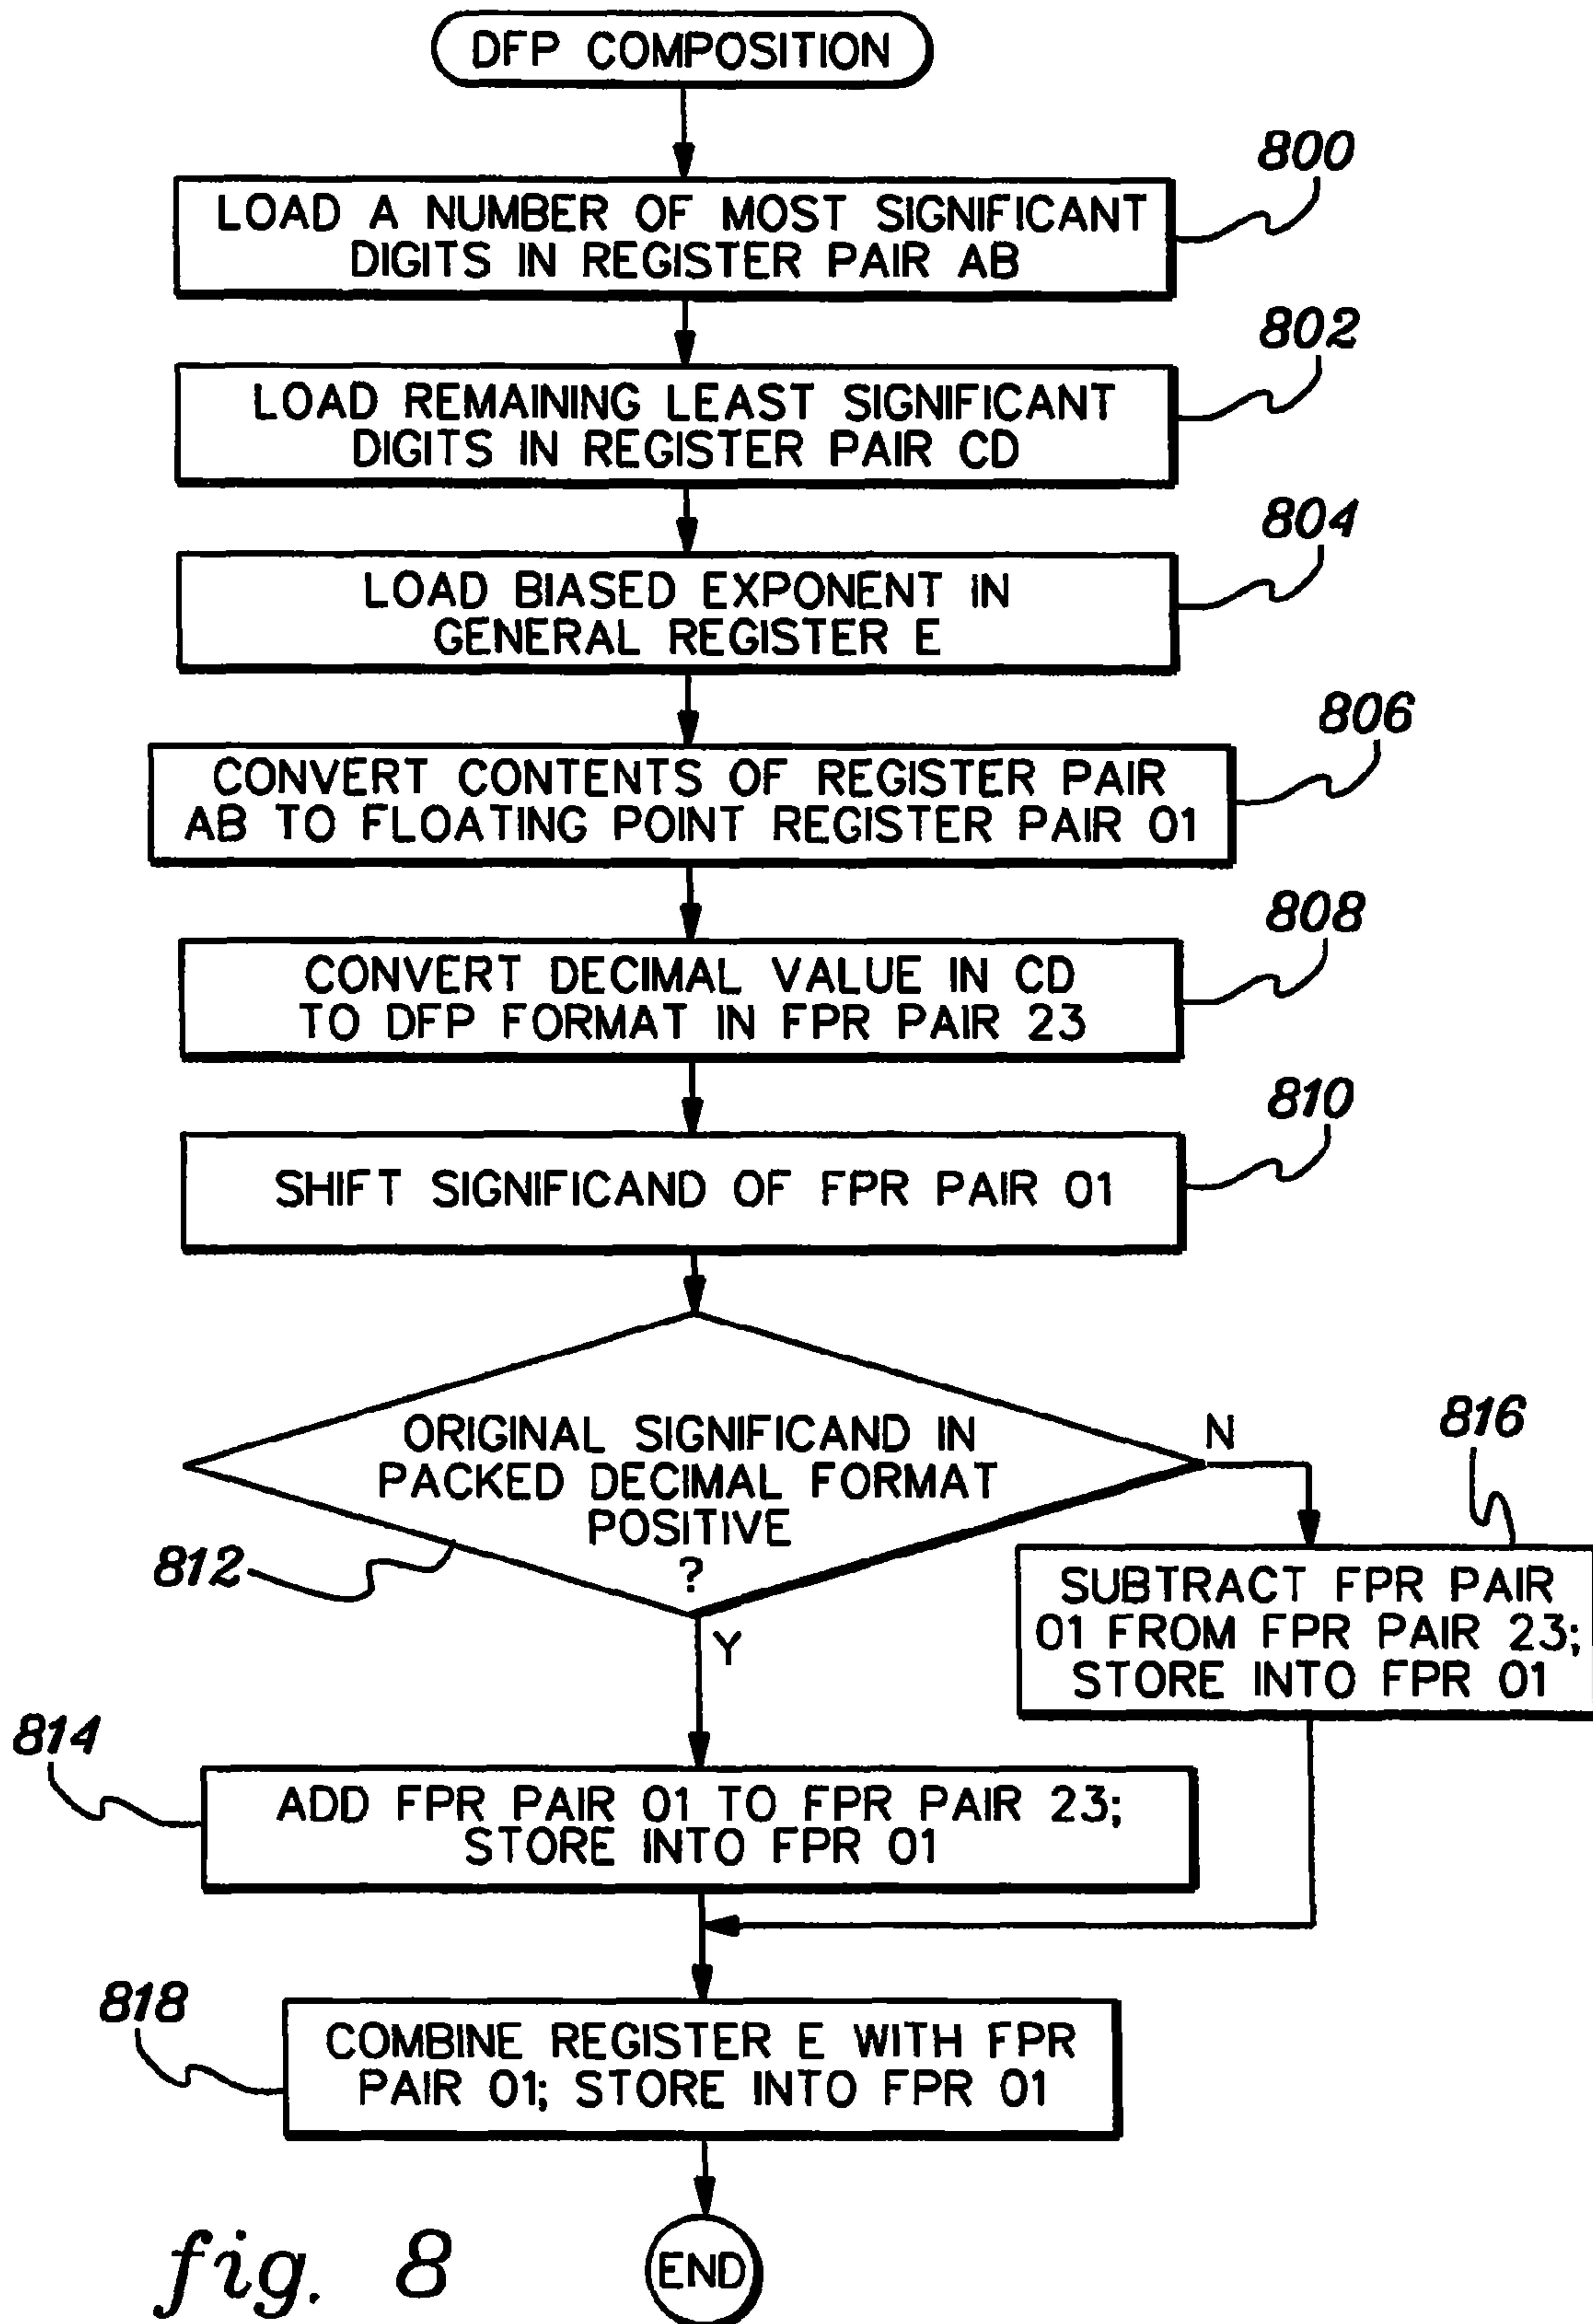 DFP COMPOSITION
800
LOAD A NUMBER OF MOST SIGNIFICANT
DIGITS IN REGISTER PAIR AB
802
LOAD REMAINING LEAST SIGNIFICANT
DIGITS IN REGISTER PAIR CD
804
LOAD BIASED EXPONENT IN
GENERAL REGISTER E
806
CONVERT CONTENTS OF REGISTER PAIR
AB TO FLOATING POINT REGISTER PAIR 01
808
CONVERT DECIMAL VALUE IN CD
TO DFP FORMAT IN FPR PAIR 23
810
SHIFT SIGNIFICAND OF FPR PAIR 01
ORIGINAL SIGNIFICAND IN
PACKED DECIMAL FORMAT
POSITIVE
?
812
N
816
SUBTRACT FPR PAIR
01 FROM FPR PAIR 23;
STORE INTO FPR 01
Y
814
ADD FPR PAIR 01 TO FPR PAIR 23;
STORE INTO FPR 01
818
COMBINE REGISTER E WITH FPR
PAIR 01; STORE INTO FPR 01
END
fig. 8